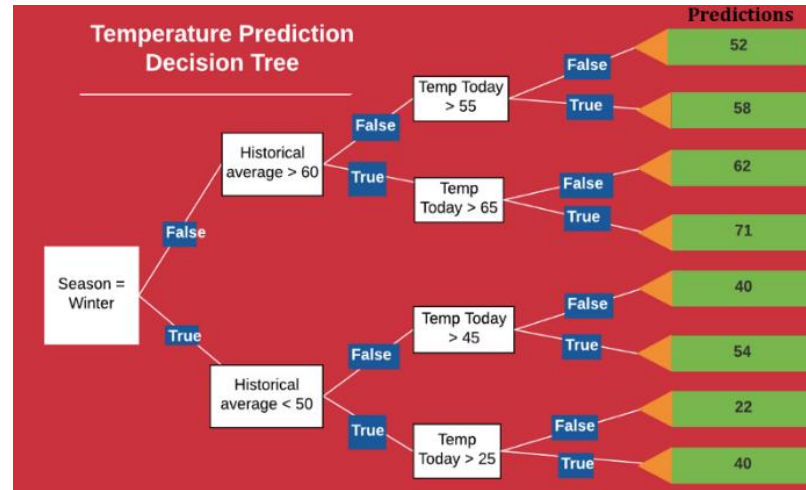 Predictions
Temperature Prediction
Decision Tree
Season =
Winter
False
True
Historical
average > 60
Historical
average < 50
False
True
False
True
Temp Today
> 55
Temp
Today > 65
Temp Today
> 45
Temp
Today > 25
False
True
False
True
False
True
False
True
52
58
62
71
40
54
22
40